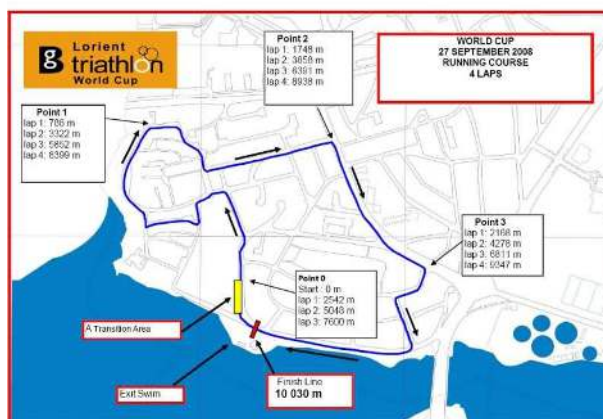 Lorient
triathlon
World Cup
WORLD CUP
27 SEPTEMBER 2008
RUNNING COURSE
4 LAPS
Point 2
lap 1: 1748 m
lap 2: 3858 m
lap 3: 6391 m
lap 4: 8938 m
Point 1
lap 1: 786 m
lap 2: 3322 m
lap 3: 5852 m
lap 4: 8399 m
Point 3
lap 1: 2168 m
lap 2: 4278 m
lap 3: 6811 m
lap 4: 9347 m
Point 0
Start : 0 m
lap 1: 2542 m
lap 2: 5048 m
lap 3: 7600 m
A Transition Area
Exit Swim
Finish Line
10 030 m